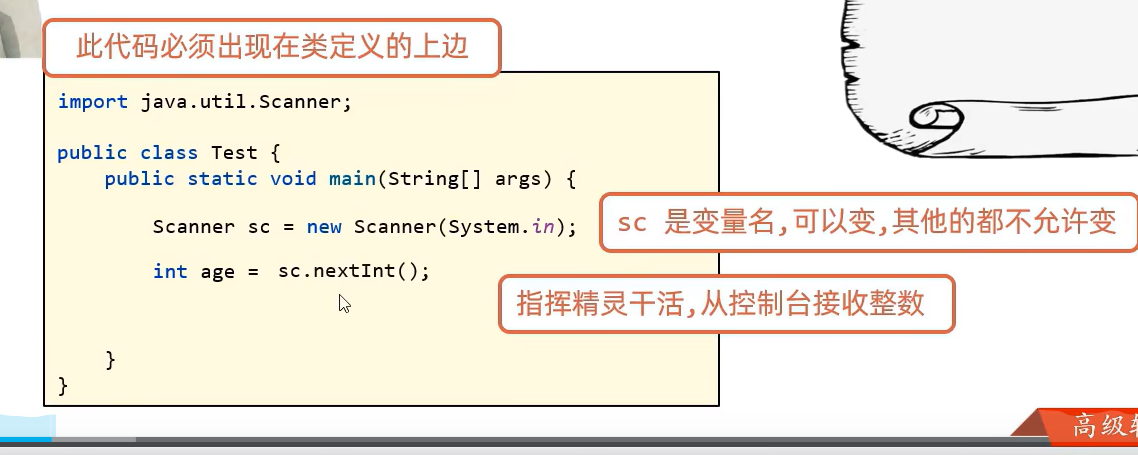 此代码必须出现在类定义的上边
import java.util.Scanner;
public class Test {
public static void main(String[] args) {
Scanner sc = new Scanner(System.in);
sc 是变量名,可以变,其他的都不允许变
int age = sc.nextInt();
指挥精灵干活,从控制台接收整数
}
}
高级